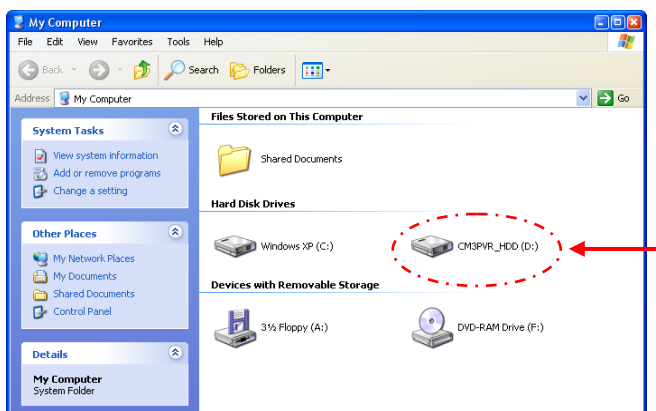 My Computer
File Edit View Favorites Tools Help
Back Search Folders
Address My Computer Go
System Tasks
View system information
Add or remove programs
Change a setting
Other Places
My Network Places
My Documents
Shared Documents
Control Panel
Details
My Computer
System Folder
Files Stored on This Computer
Shared Documents
Hard Disk Drives
Windows XP (C:) CM3PVR_HDD (D:)
Devices with Removable Storage
3½ Floppy (A:) DVD-RAM Drive (F:)